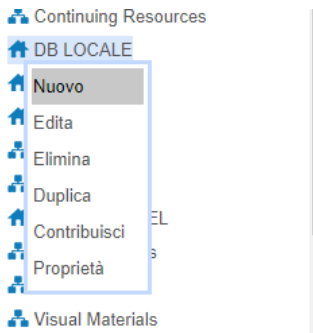 Continuing Resources
DB LOCALE
Nuovo
Edita
Elimina
Duplica
EL
Contribuisci
s
Proprietà
Visual Materials